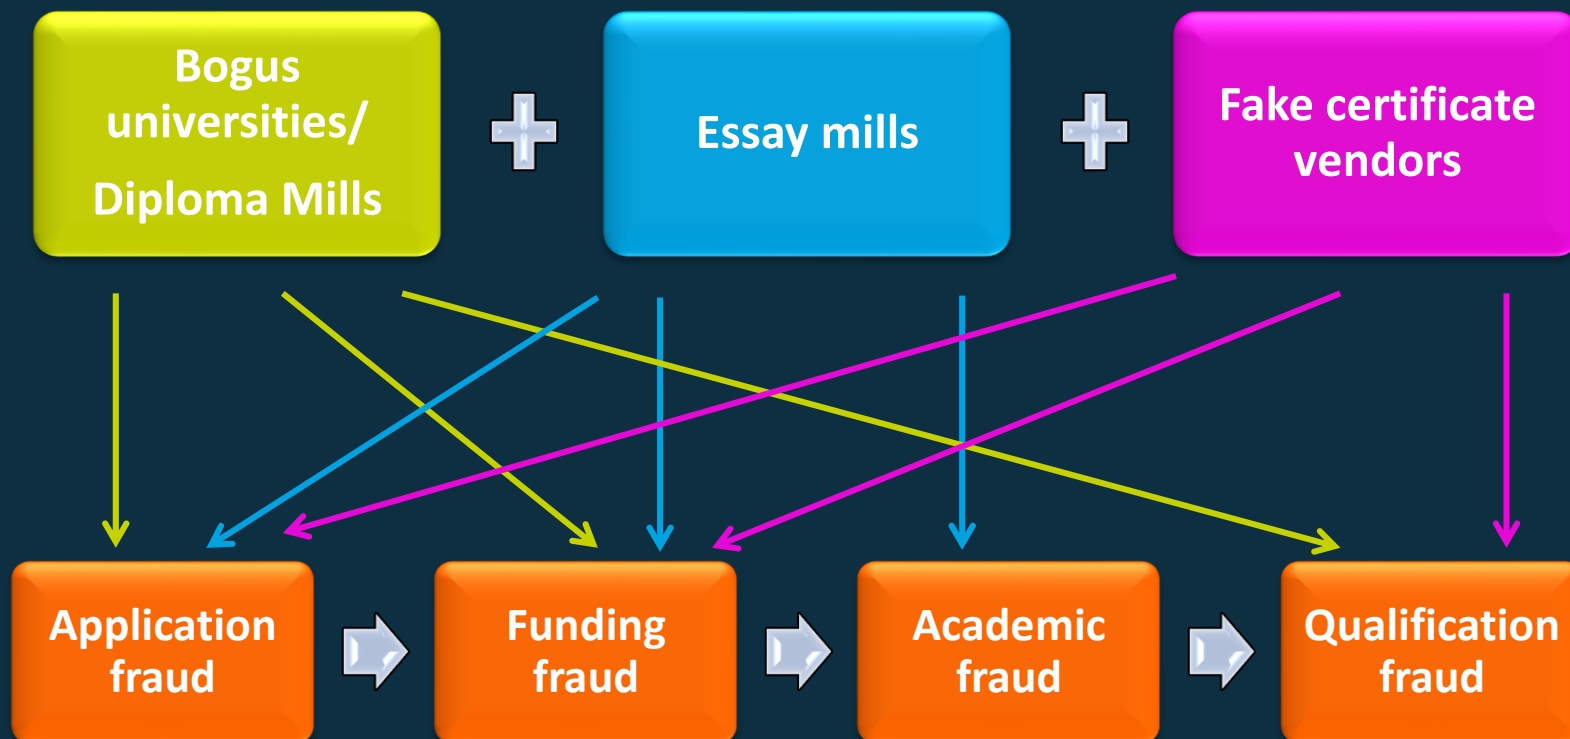 Bogus
universities/
Diploma Mills
Essay mills
Fake certificate
vendors
Application
fraud
Funding
fraud
Academic
fraud
Qualification
fraud